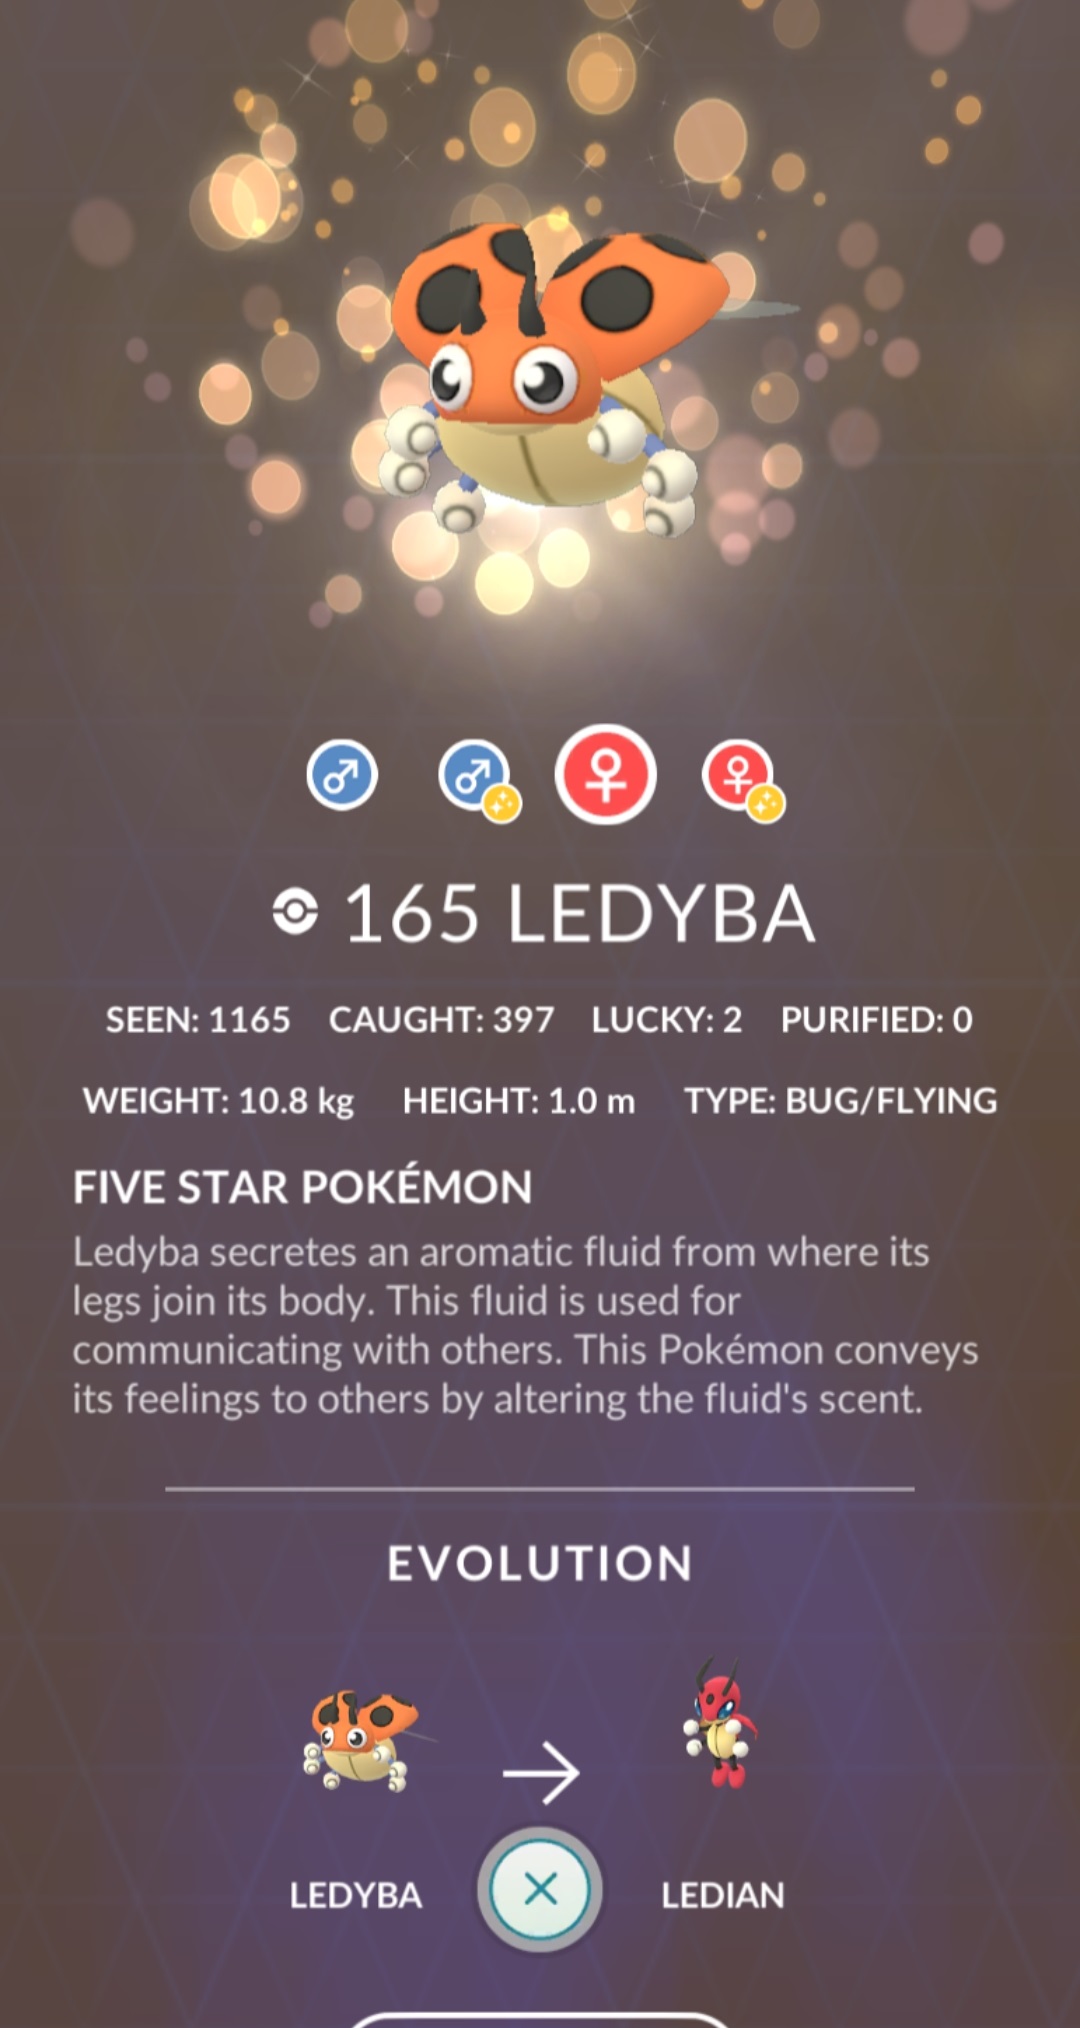 165 LEDYBA
SEEN: 1165 CAUGHT: 397 LUCKY: 2 PURIFIED: 0
WEIGHT: 10.8 kg HEIGHT: 1.0 m TYPE: BUG/FLYING
FIVE STAR POKÉMON
Ledyba secretes an aromatic fluid from where its
legs join its body. This fluid is used for
communicating with others. This Pokémon conveys
its feelings to others by altering the fluid's scent.
EVOLUTION
LEDYBA LEDIAN